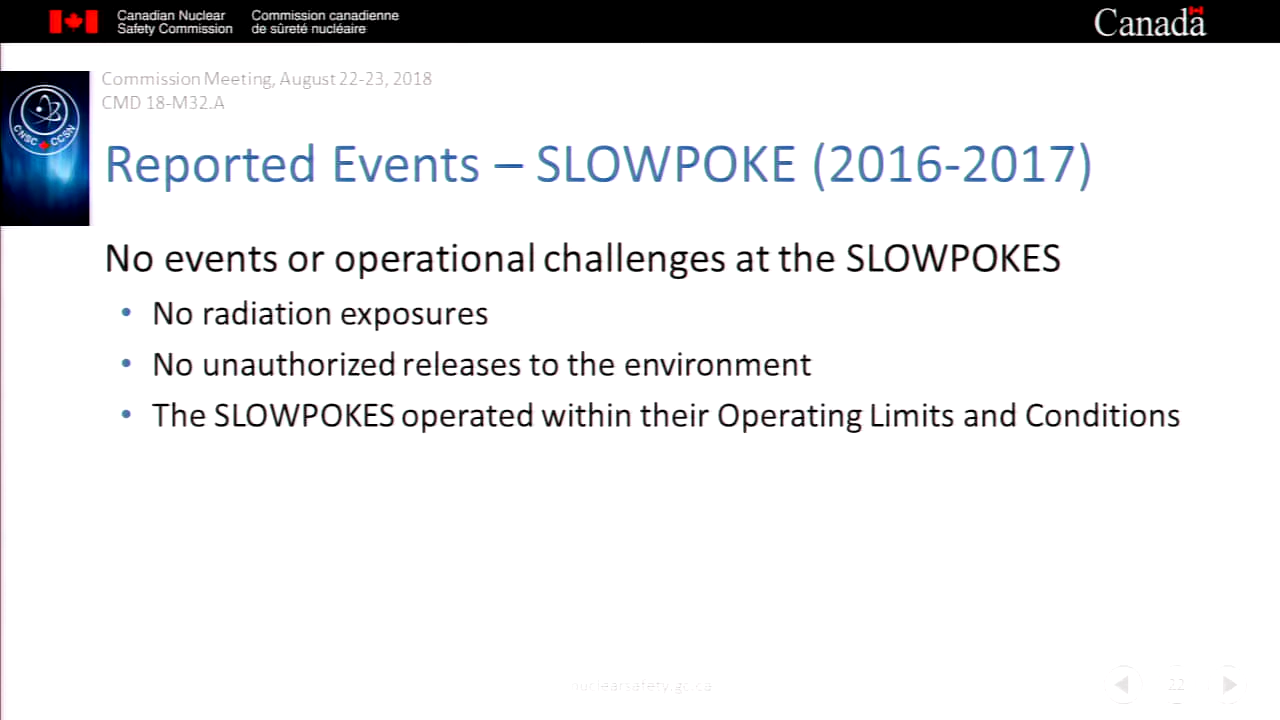 Canadian Nuclear
Safety Commission
Commission canadienne
de sûreté nucléaire
Canada
Commission Meeting, August 22-23, 2018
CMD 18-M32.A
CNSC CCSN
Reported Events – SLOWPOKE (2016-2017)
No events or operational challenges at the SLOWPOKES
• No radiation exposures
• No unauthorized releases to the environment
• The SLOWPOKES operated within their Operating Limits and Conditions
nuclearsafety.gc.ca
22